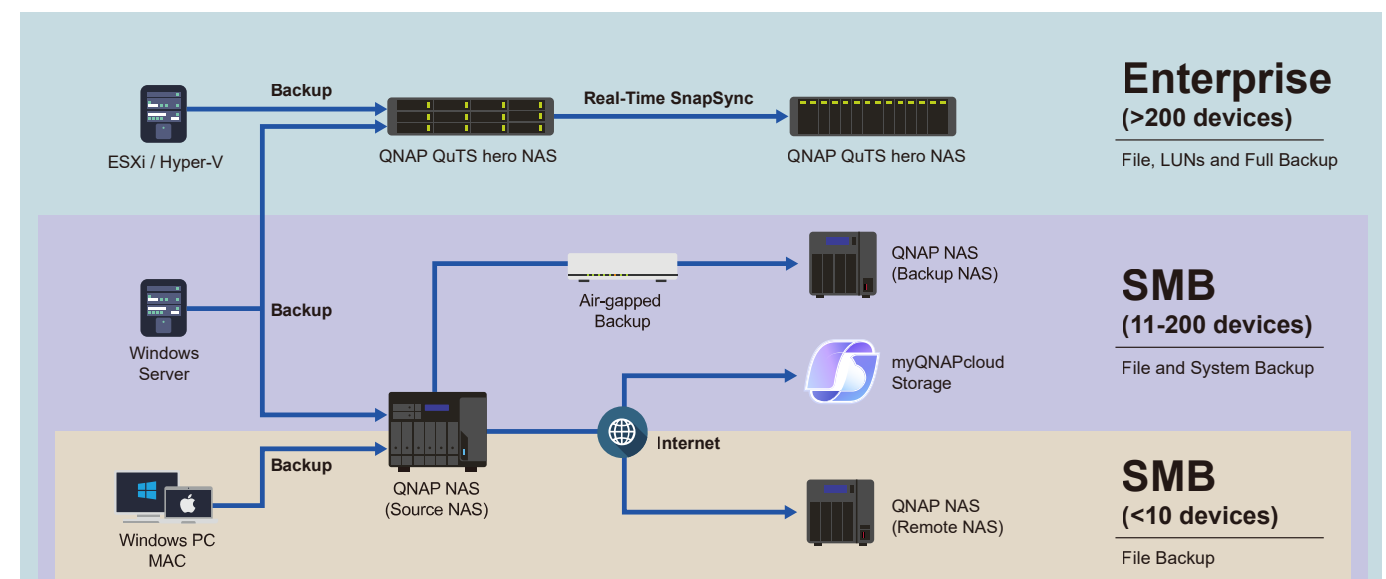 Backup
ESXi / Hyper-V
QNAP QuTS hero NAS
Real-Time SnapSync
QNAP QuTS hero NAS
Enterprise
(>200 devices)
File, LUNs and Full Backup
Windows
Server
Backup
Air-gapped
Backup
QNAP NAS
(Backup NAS)
myQNAPcloud
Storage
SMB
(11-200 devices)
File and System Backup
Windows PC
MAC
Backup
QNAP NAS
(Source NAS)
Internet
QNAP NAS
(Remote NAS)
SMB
(<10 devices)
File Backup